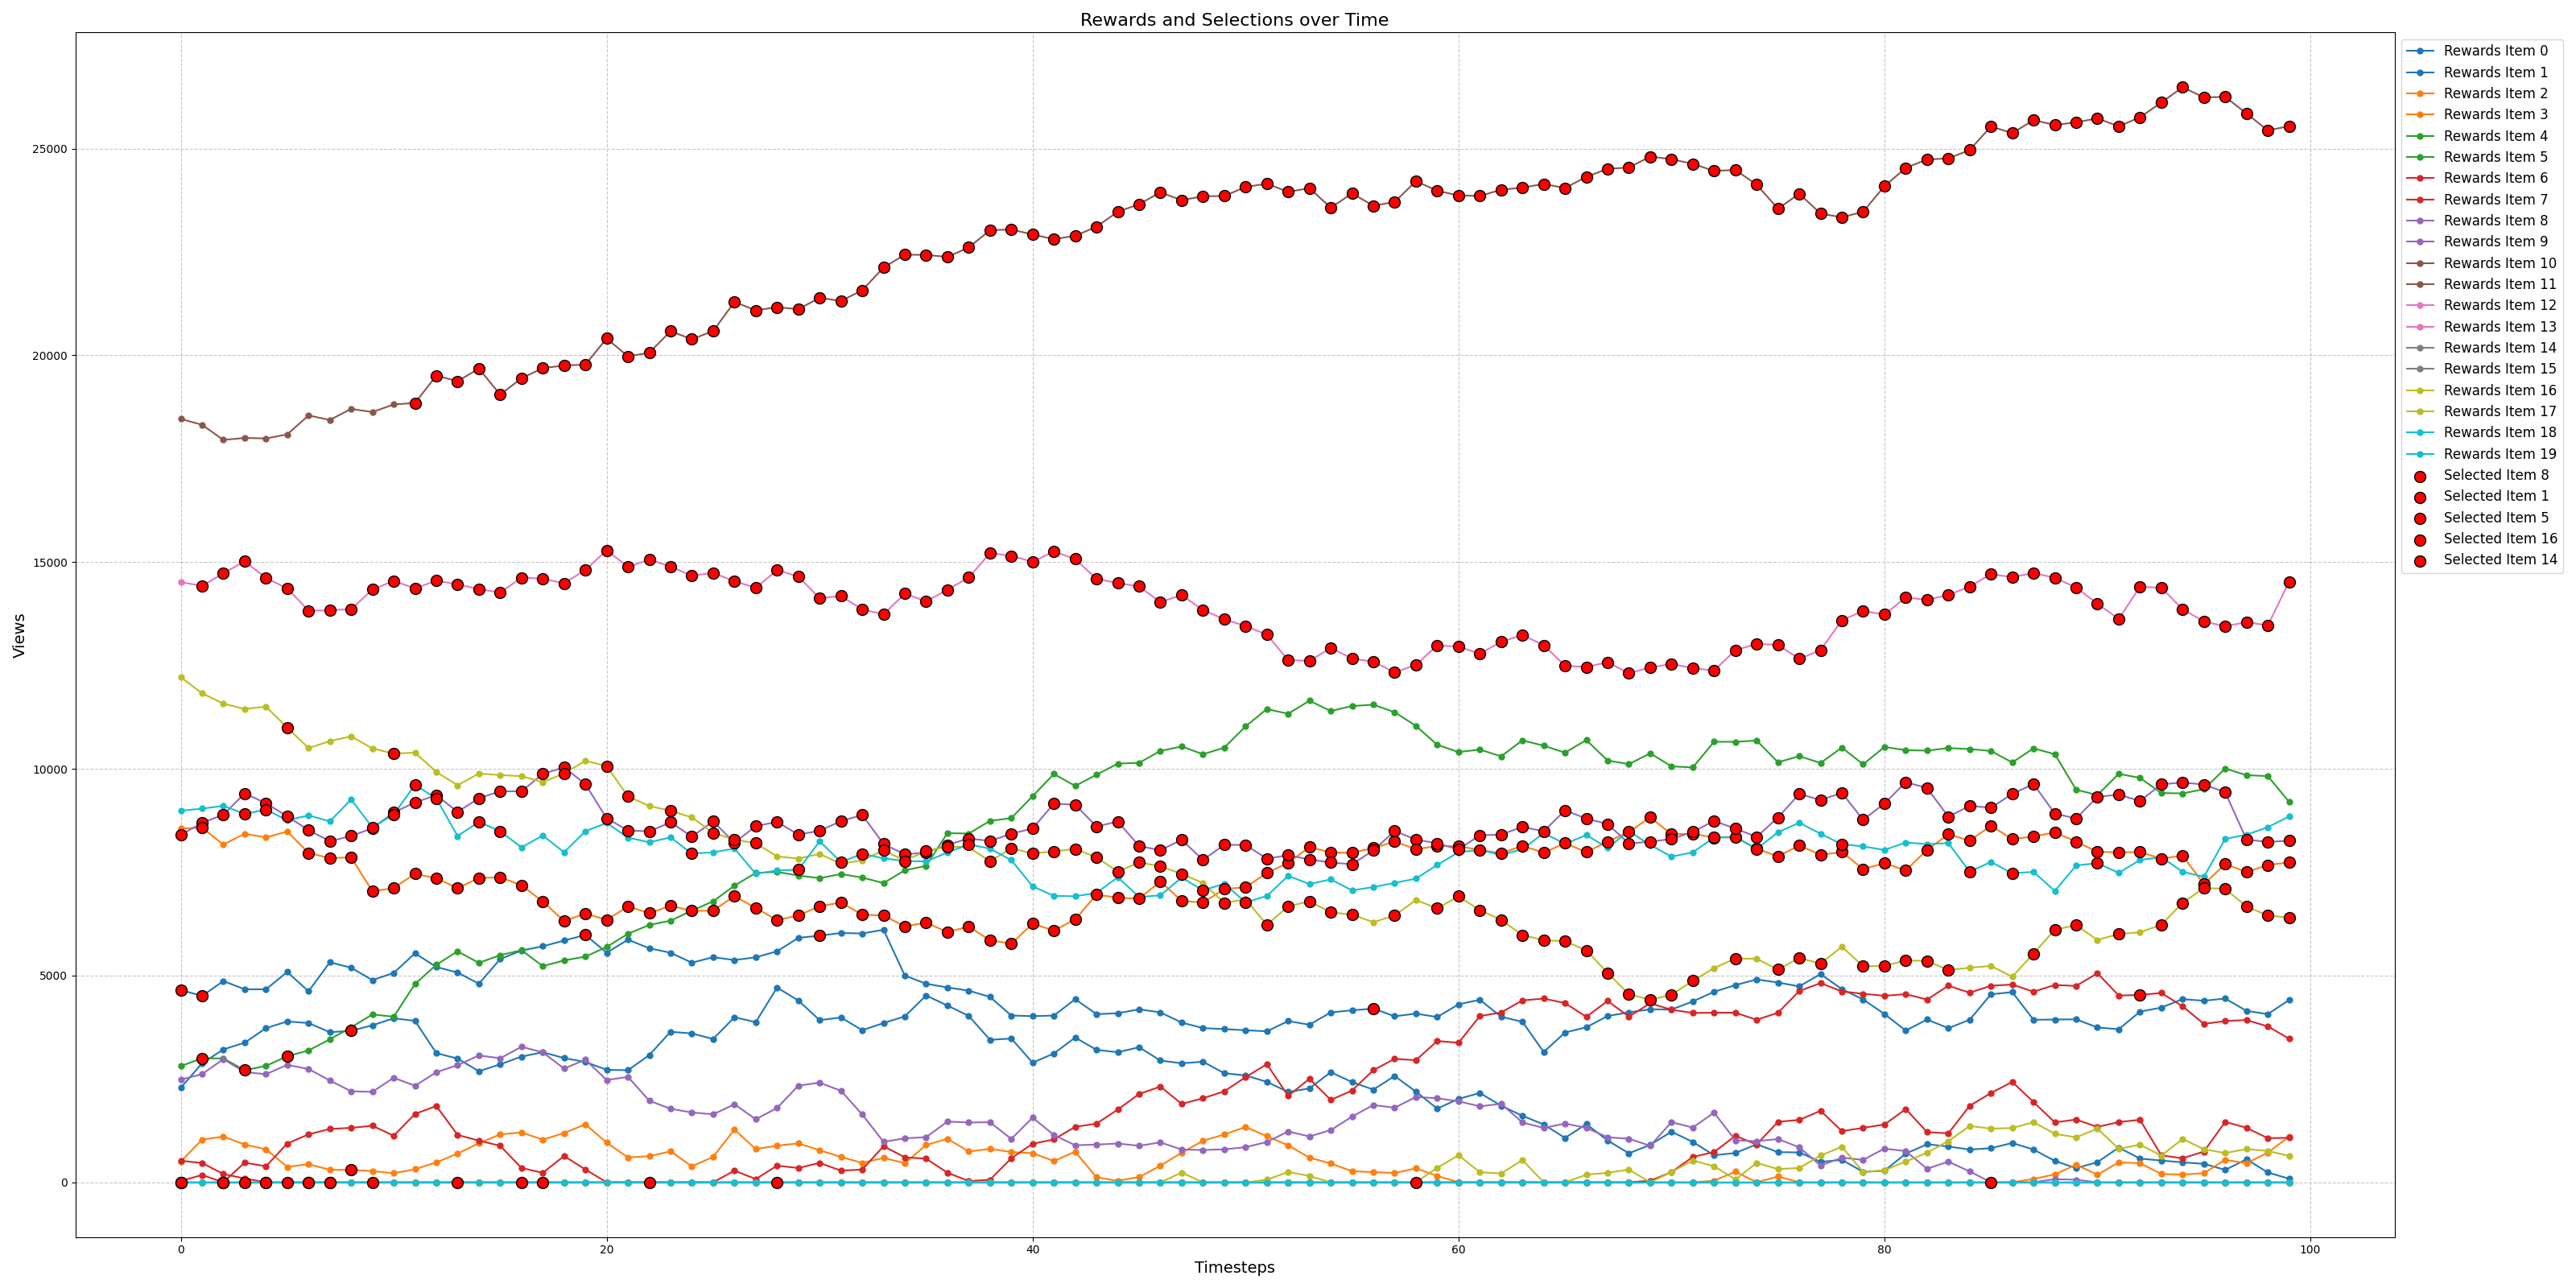 Rewards and Selections over Time
Views
25000
20000
15000
10000
5000
0
0
20
40
60
80
100
Timesteps
Rewards Item 0
Rewards Item 1
Rewards Item 2
Rewards Item 3
Rewards Item 4
Rewards Item 5
Rewards Item 6
Rewards Item 7
Rewards Item 8
Rewards Item 9
Rewards Item 10
Rewards Item 11
Rewards Item 12
Rewards Item 13
Rewards Item 14
Rewards Item 15
Rewards Item 16
Rewards Item 17
Rewards Item 18
Rewards Item 19
Selected Item 8
Selected Item 1
Selected Item 5
Selected Item 16
Selected Item 14